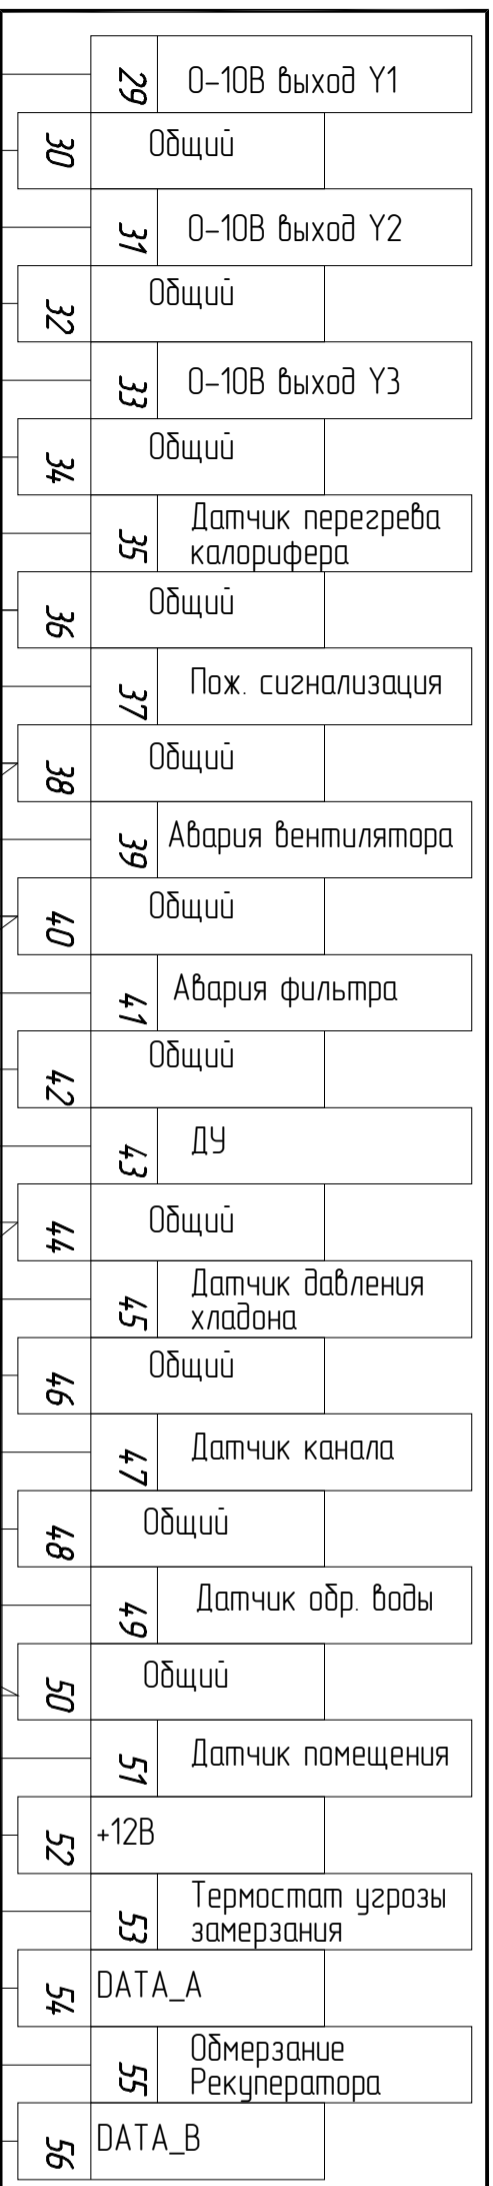 29 0-10В выход Y1
30 Общий
31 0-10В выход Y2
32 Общий
33 0-10В выход Y3
34 Общий
35 Датчик перегрева
калорифера
36 Общий
37 Пож. сигнализация
38 Общий
39 Авария вентилятора
40 Общий
41 Авария фильтра
42 Общий
43 ДУ
44 Общий
45 Датчик давления
хладона
46 Общий
47 Датчик канала
48 Общий
49 Датчик обр. воды
50 Общий
51 Датчик помещения
52 +12В
53 Термостат угрозы
замерзания
54 DATA_A
55 Обмерзание
Рекуператора
56 DATA_B